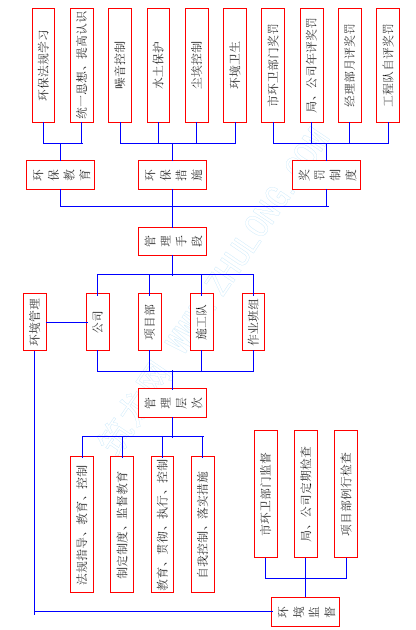 环保法规学习
统一思想、提高认识
噪音控制
水土保护
尘埃控制
环境卫生
市环卫部门奖罚
局、公司年评奖罚
经理部月评奖罚
工程队自评奖罚
环保教育
环保措施
奖罚制度
管理手段
环境管理
公司
项目部
施工队
作业班组
管理层次
法规指导、教育、控制
制定制度、监督教育
教育、贯彻、执行、控制
自我控制、落实措施
市环卫部门监督
局、公司定期检查
项目部例行检查
环境监督